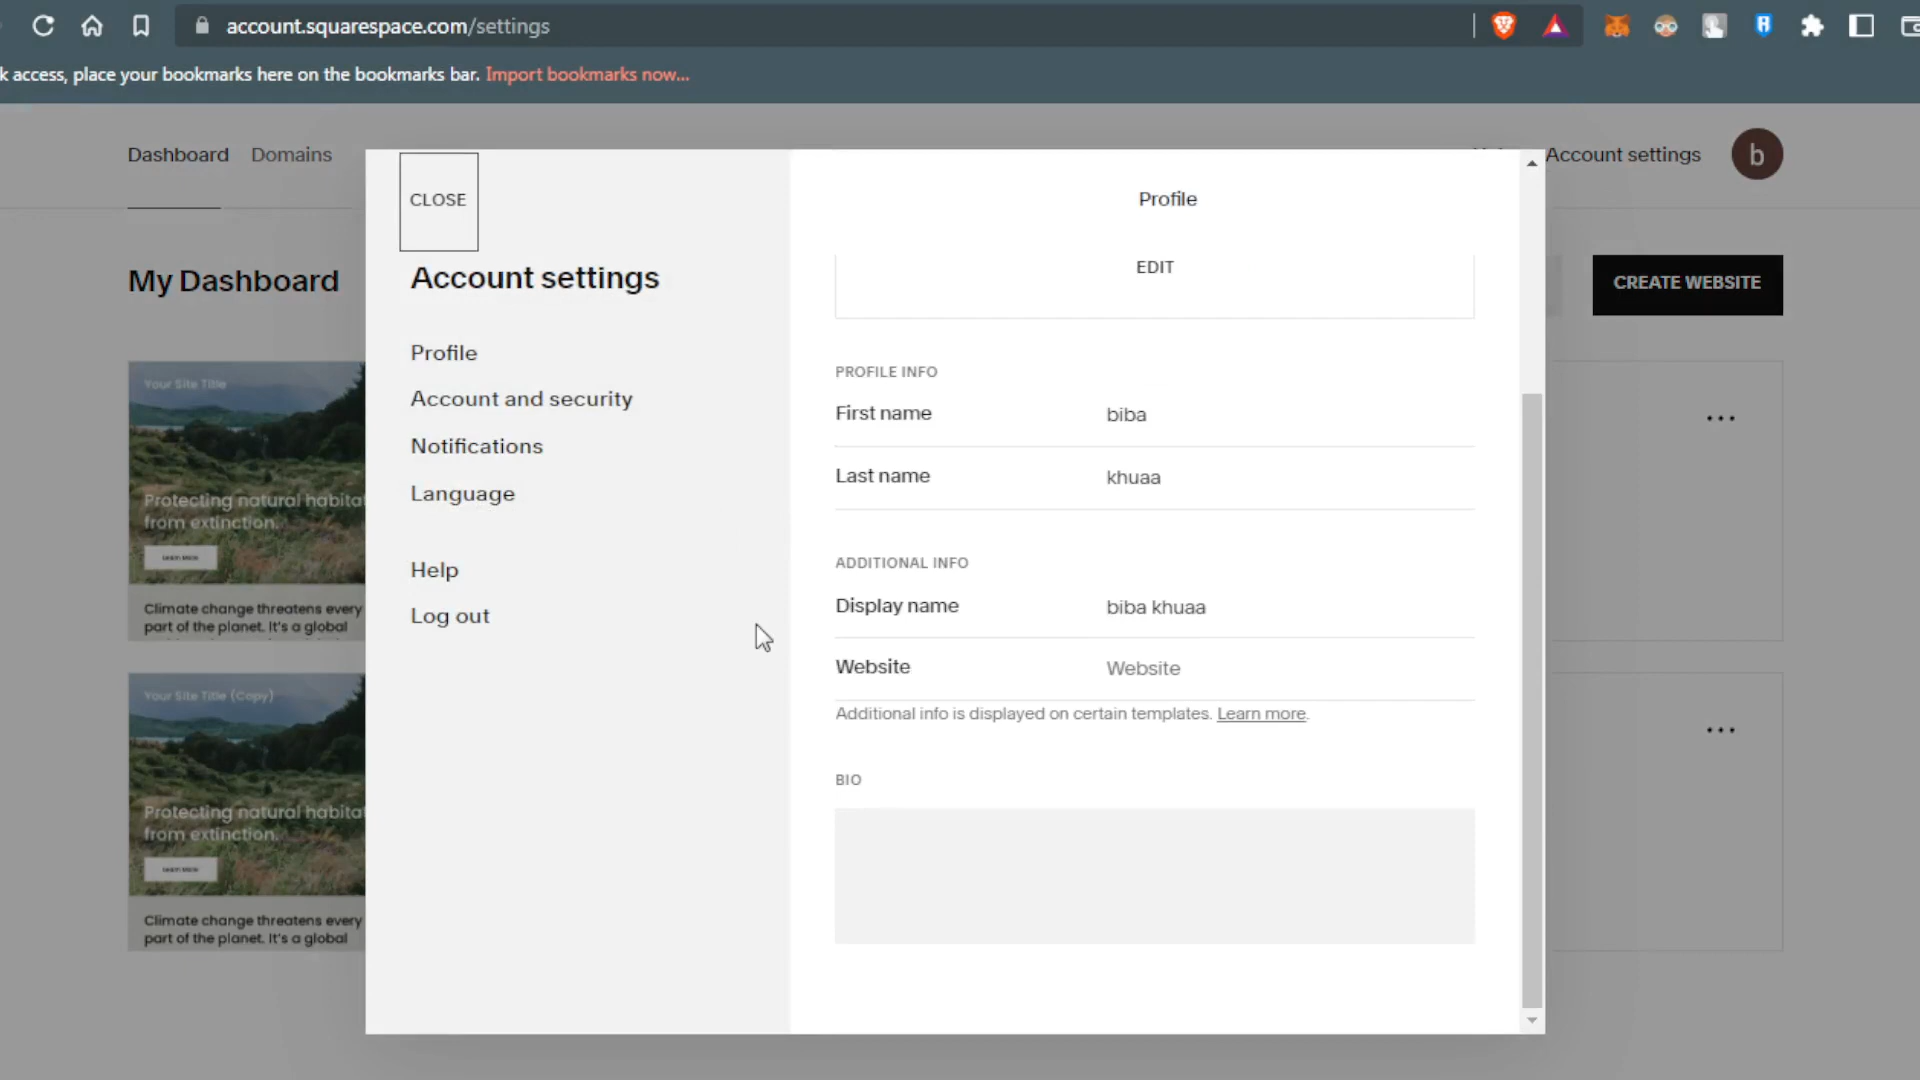 account.squarespace.com/settings
k access, place your bookmarks here on the bookmarks bar. Import bookmarks now...
Dashboard
Domains
Account settings
b
My Dashboard
CREATE WEBSITE
CLOSE
Account settings
Profile
Account and security
Notifications
Language
Help
Log out
Profile
EDIT
PROFILE INFO
First name
biba
Last name
khuaa
ADDITIONAL INFO
Display name
biba khuaa
Website
Website
Additional info is displayed on certain templates. Learn more.
BIO
Your Site Title
Protecting natural habitat
from extinction.
Learn More
Climate change threatens every
part of the planet. It's a global
Your Site Title (Copy)
Protecting natural habitat
from extinction.
Learn More
Climate change threatens every
part of the planet. It's a global